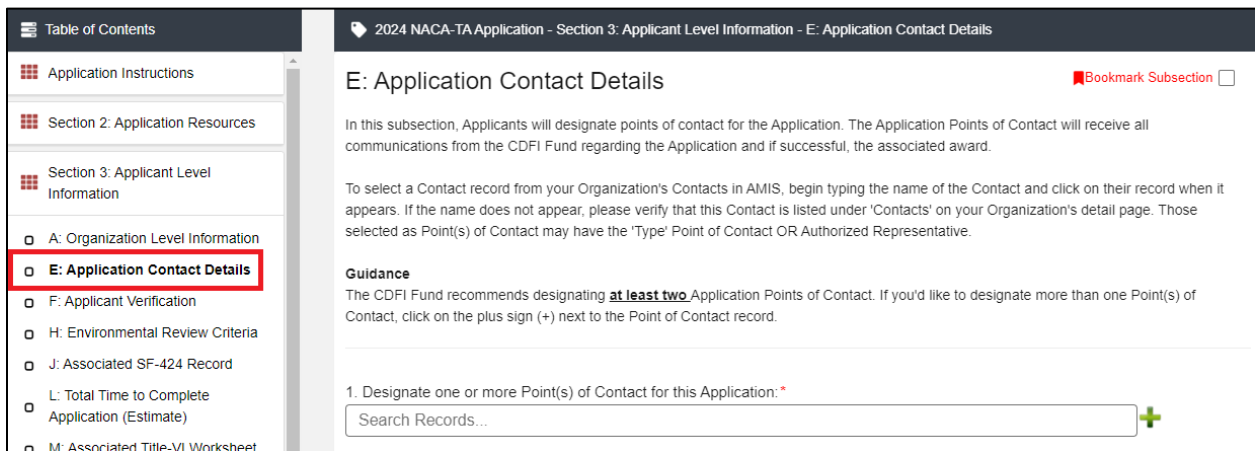 Table of Contents
Application Instructions
Section 2: Application Resources
Section 3: Applicant Level
Information
A: Organization Level Information
E: Application Contact Details
F: Applicant Verification
H: Environmental Review Criteria
J: Associated SF-424 Record
L: Total Time to Complete
Application (Estimate)
M: Associated Title-VI Worksheet
2024 NACA-TA Application - Section 3: Applicant Level Information - E: Application Contact Details
E: Application Contact Details
Bookmark Subsection
In this subsection, Applicants will designate points of contact for the Application. The Application Points of Contact will receive all
communications from the CDFI Fund regarding the Application and if successful, the associated award.
To select a Contact record from your Organization's Contacts in AMIS, begin typing the name of the Contact and click on their record when it
appears. If the name does not appear, please verify that this Contact is listed under 'Contacts' on your Organization's detail page. Those
selected as Point(s) of Contact may have the 'Type' Point of Contact OR Authorized Representative.
Guidance
The CDFI Fund recommends designating at least two Application Points of Contact. If you'd like to designate more than one Point(s) of
Contact, click on the plus sign (+) next to the Point of Contact record.
1. Designate one or more Point(s) of Contact for this Application:*
Search Records...